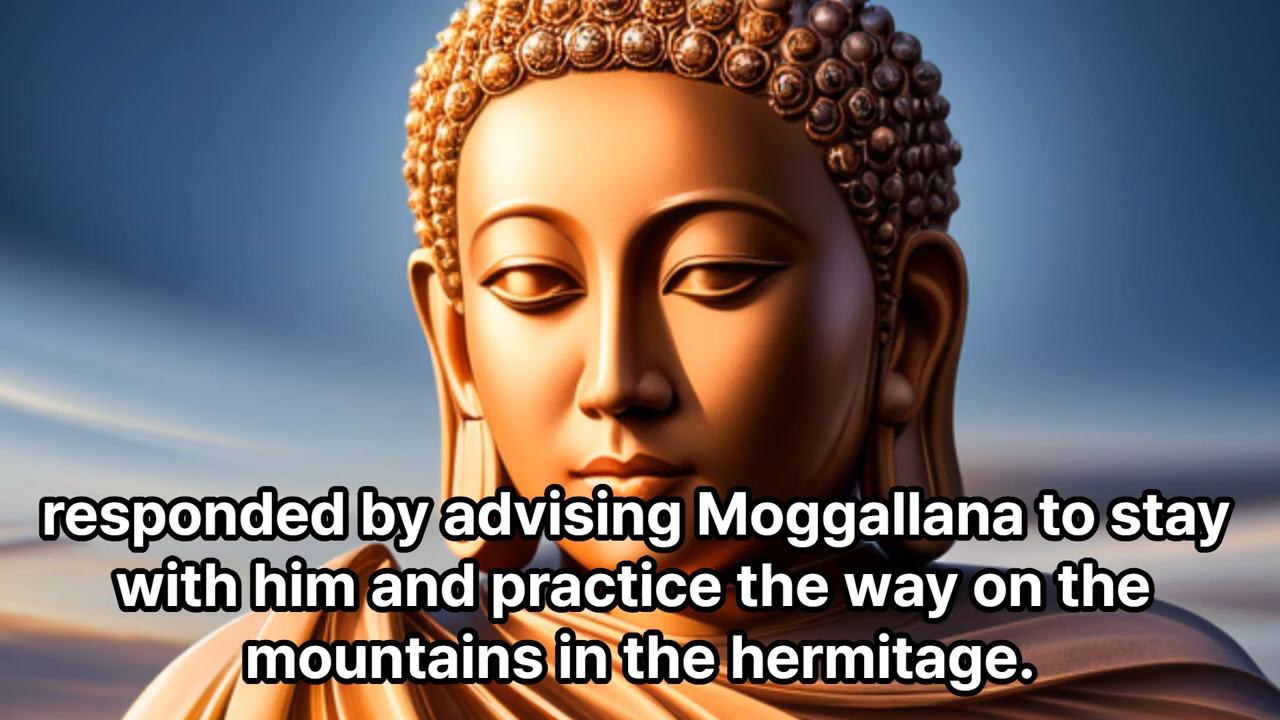 responded by advising Moggallana to stay
with him and practice the way on the
mountains in the hermitage.